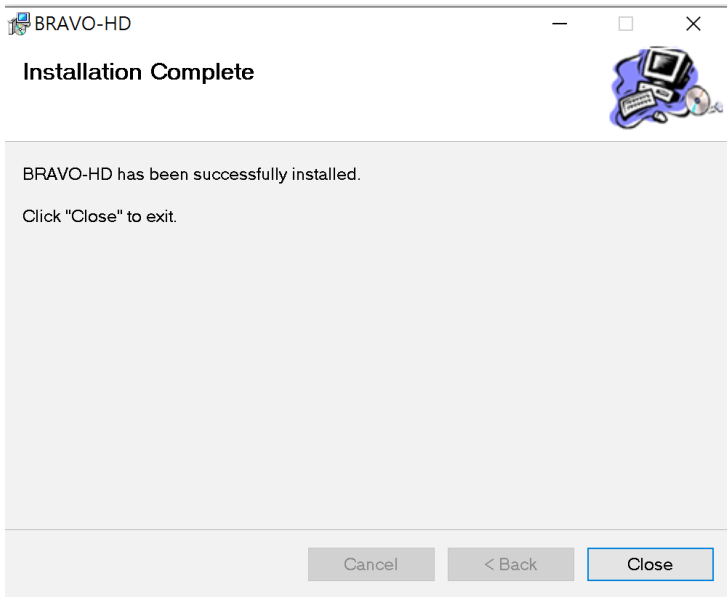 BRAVO-HD
Installation Complete
BRAVO-HD has been successfully installed.
Click "Close" to exit.
Cancel
< Back
Close